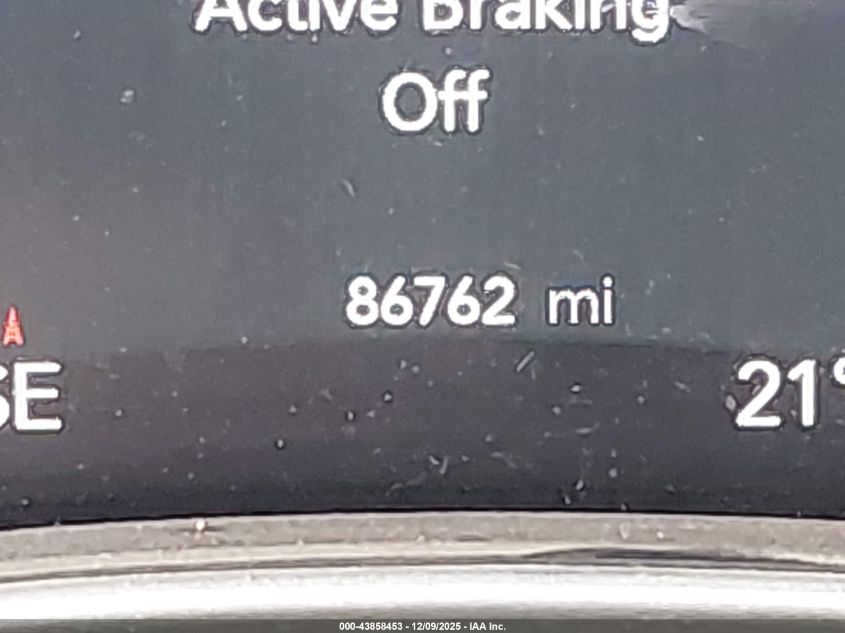 Active Braking
Off
86762 mi
SE
21°
000-43858453 - 12/09/2025 - IAA Inc.